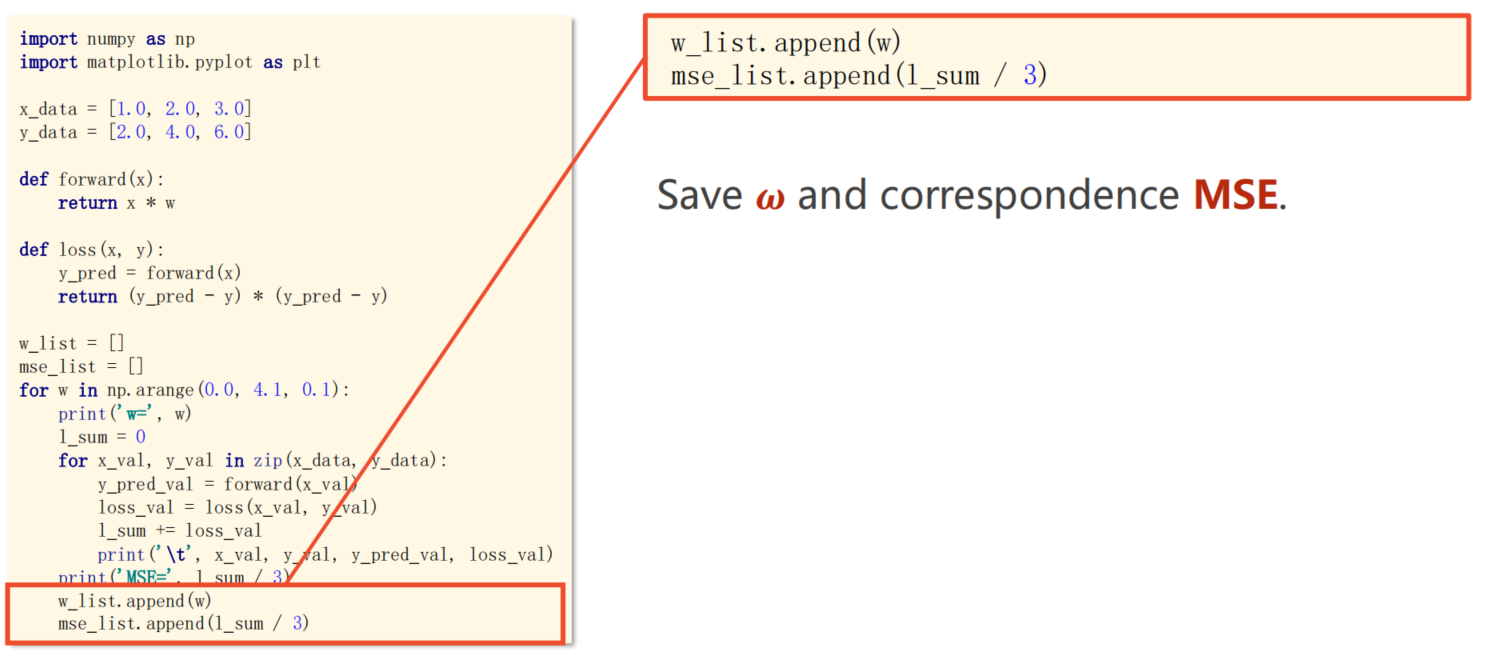 import numpy as np
import matplotlib.pyplot as plt

x_data = [1.0, 2.0, 3.0]
y_data = [2.0, 4.0, 6.0]

def forward(x):
    return x * w

def loss(x, y):
    y_pred = forward(x)
    return (y_pred - y) * (y_pred - y)

w_list = []
mse_list = []
for w in np.arange(0.0, 4.1, 0.1):
    print('w=', w)
    l_sum = 0
    for x_val, y_val in zip(x_data, y_data):
        y_pred_val = forward(x_val)
        loss_val = loss(x_val, y_val)
        l_sum += loss_val
        print('\t', x_val, y_val, y_pred_val, loss_val)
    print('MSE=', l_sum / 3)
    w_list.append(w)
    mse_list.append(l_sum / 3)
w_list.append(w)
mse_list.append(l_sum / 3)
Save ω and correspondence MSE.